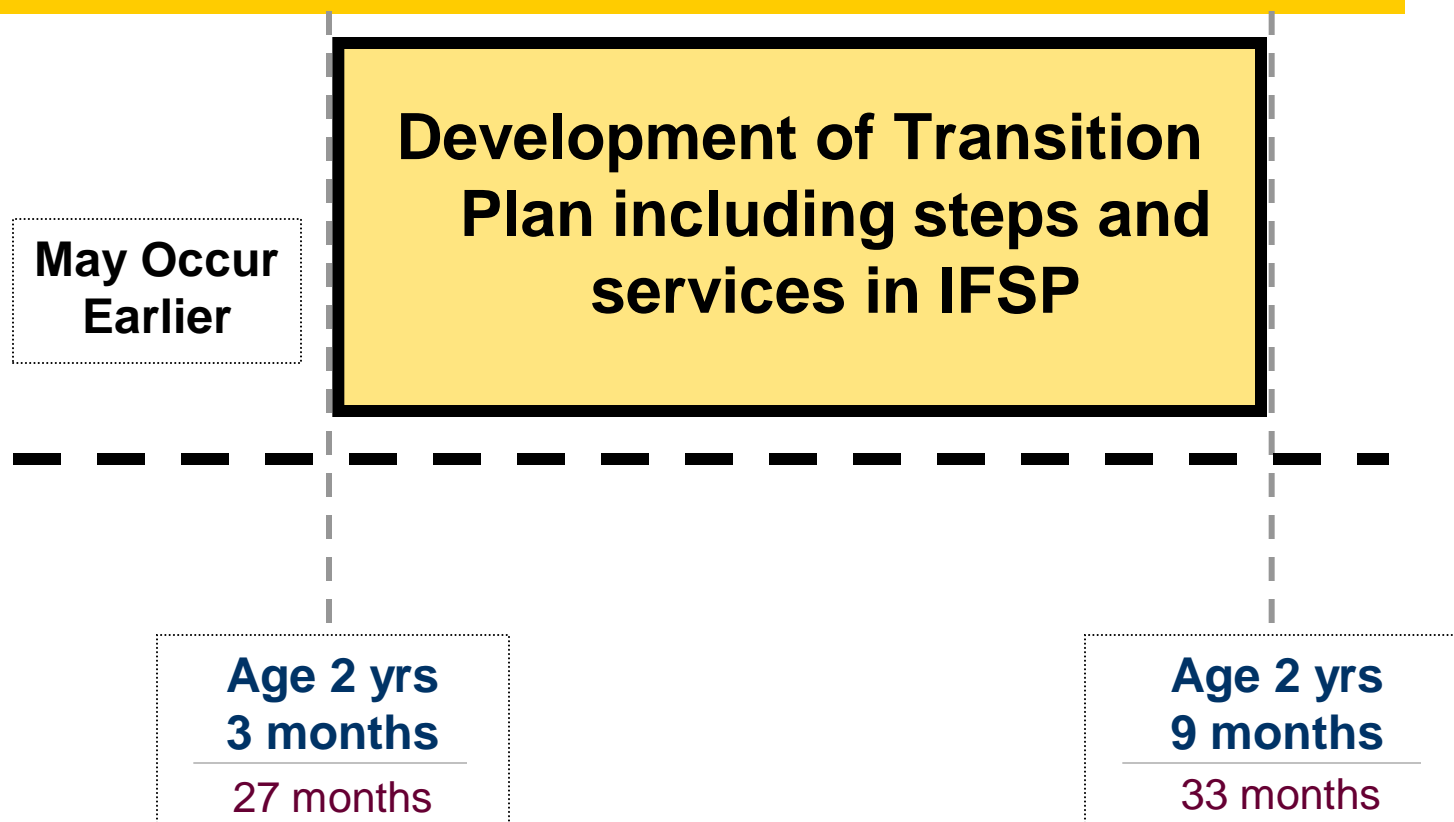 Development of Transition
Plan including steps and
services in IFSP
May Occur
Earlier
Age 2 yrs
3 months
27 months
Age 2 yrs
9 months
33 months